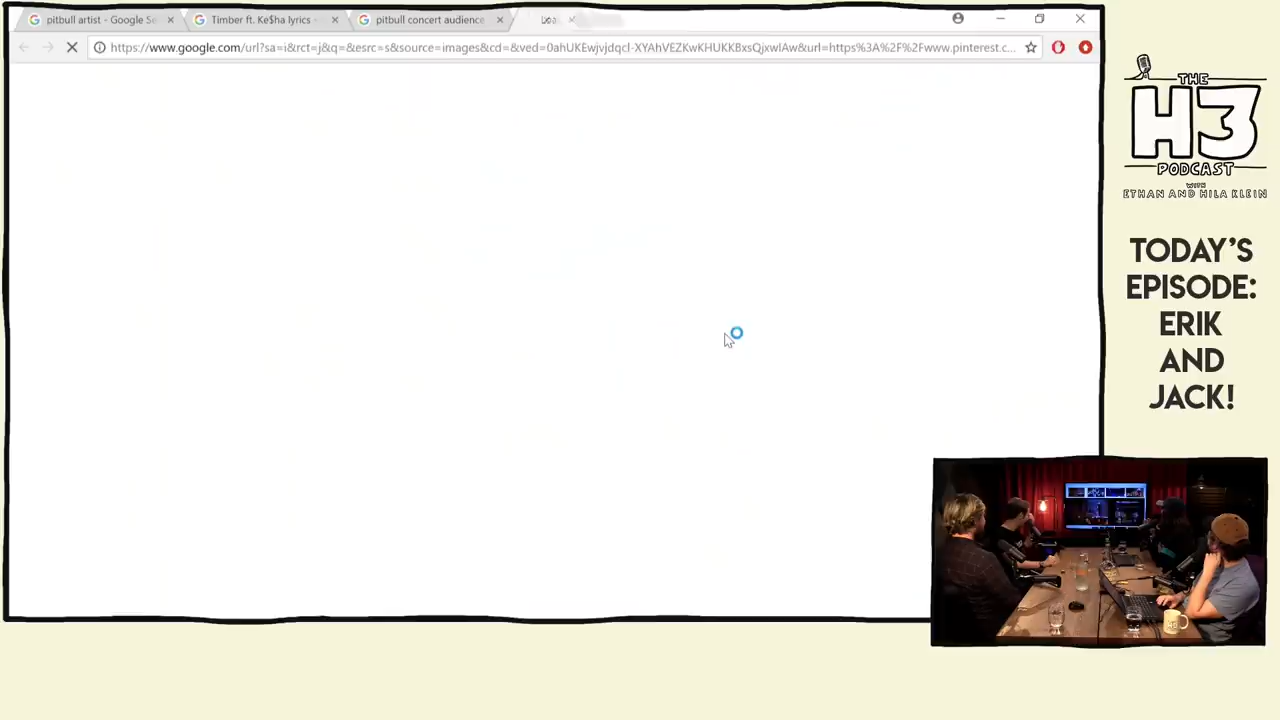 pitbull artist - Google Se
Timber ft. Ke$ha lyrics -
pitbull concert audience
Loa
https://www.google.com/url?sa=i&rct=j&q=&esrc=s&source=images&cd=&ved=0ahUKEwjvjdqcl-XYAhVEZKwKHUKKBxsQjxwIAw&url=https%3A%2F%2Fwww.pinterest.c...
THE
H3
PODCAST
WITH
ETHAN AND HILA KLEIN
TODAY'S
EPISODE:
ERIK
AND
JACK!